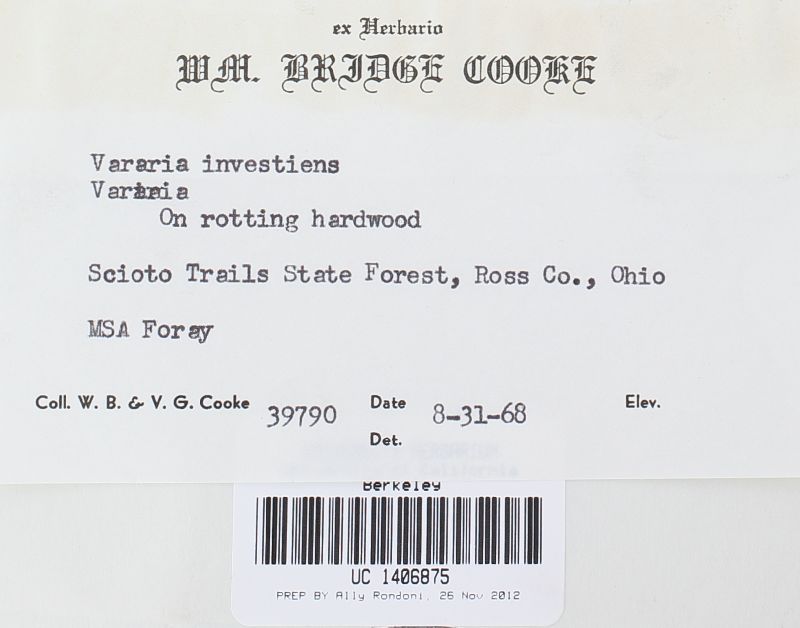 ex Herbario
WM. BRIDGE COOKE
Vararia investiens
Vararia
On rotting hardwood
Scioto Trails State Forest, Ross Co., Ohio
MSA Foray
Coll. W. B. & V. G. Cooke 39790 Date 8-31-68 Elev.
Det.
Berkeley
UC 1406875
PREP BY Ally Rondoni, 26 Nov 2012